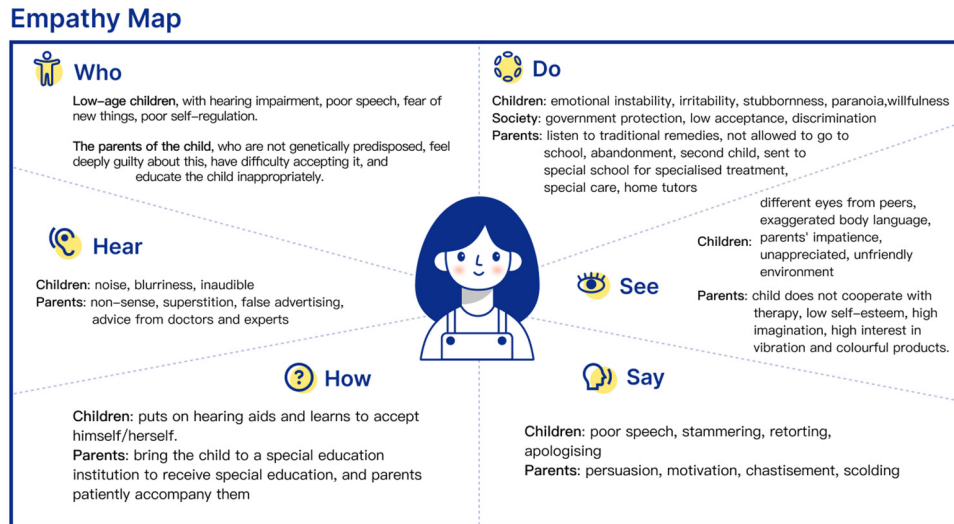 Empathy Map
Who
Low-age children, with hearing impairment, poor speech, fear of
new things, poor self-regulation.
The parents of the child, who are not genetically predisposed, feel
deeply guilty about this, have difficulty accepting it, and
educate the child inappropriately.
Do
Children: emotional instability, irritability, stubbornness, paranoia,willfulness
Society: government protection, low acceptance, discrimination
Parents: listen to traditional remedies, not allowed to go to
school, abandonment, second child, sent to
special school for specialised treatment,
special care, home tutors
Hear
Children: noise, blurriness, inaudible
Parents: non-sense, superstition, false advertising,
advice from doctors and experts
See
different eyes from peers,
exaggerated body language,
Children: parents' impatience,
unappreciated, unfriendly
environment
Parents: child does not cooperate with
therapy, low self-esteem, high
imagination, high interest in
vibration and colourful products.
How
Children: puts on hearing aids and learns to accept
himself/herself.
Parents: bring the child to a special education
institution to receive special education, and parents
patiently accompany them
Say
Children: poor speech, stammering, retorting,
apologising
Parents: persuasion, motivation, chastisement, scolding